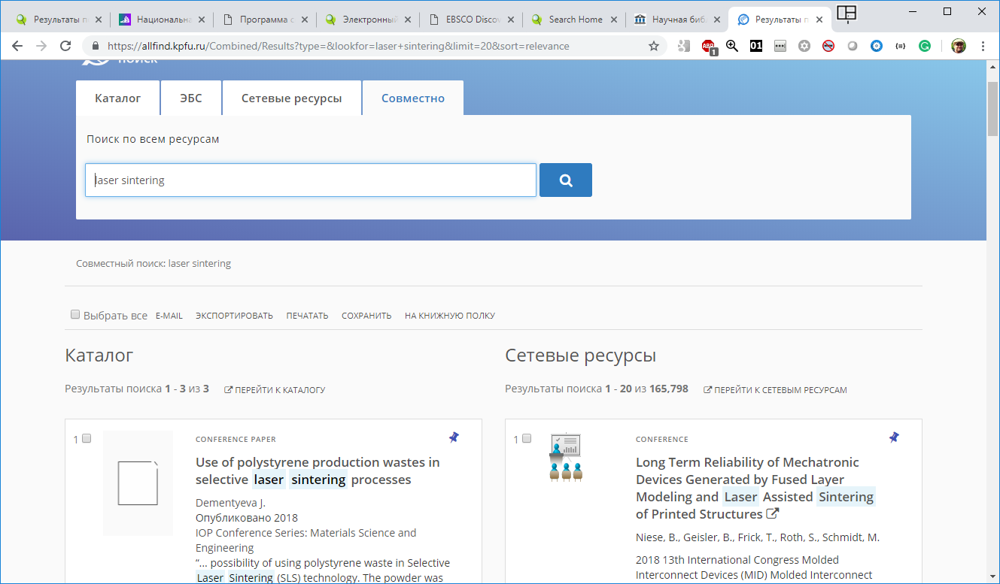 Результаты п
Национальна
Программа с
Электронный
EBSCO Discov
Search Home
Научная биб
Результаты п
https://allfind.kpfu.ru/Combined/Results?type=&lookfor=laser+sintering&limit=20&sort=relevance
ABP
1
01
поиск
Каталог
ЭБС
Сетевые ресурсы
Совместно
Поиск по всем ресурсам
laser sintering
Совместный поиск: laser sintering
Выбрать все E-MAIL ЭКСПОРТИРОВАТЬ ПЕЧАТАТЬ СОХРАНИТЬ НА КНИЖНУЮ ПОЛКУ
Каталог
Результаты поиска 1 - 3 из 3 ПЕРЕЙТИ К КАТАЛОГУ
1
CONFERENCE PAPER
Use of polystyrene production wastes in
selective laser sintering processes
Dementyeva J.
Опубликовано 2018
IOP Conference Series: Materials Science and
Engineering
“... possibility of using polystyrene waste in Selective
Laser Sintering (SLS) technology. The powder was
Сетевые ресурсы
Результаты поиска 1 - 20 из 165,798 ПЕРЕЙТИ К СЕТЕВЫМ РЕСУРСАМ
1
CONFERENCE
Long Term Reliability of Mechatronic
Devices Generated by Fused Layer
Modeling and Laser Assisted Sintering
of Printed Structures
Niese, B., Geisler, B., Frick, T., Roth, S., Schmidt, M.
2018 13th International Congress Molded
Interconnect Devices (MID) Molded Interconnect